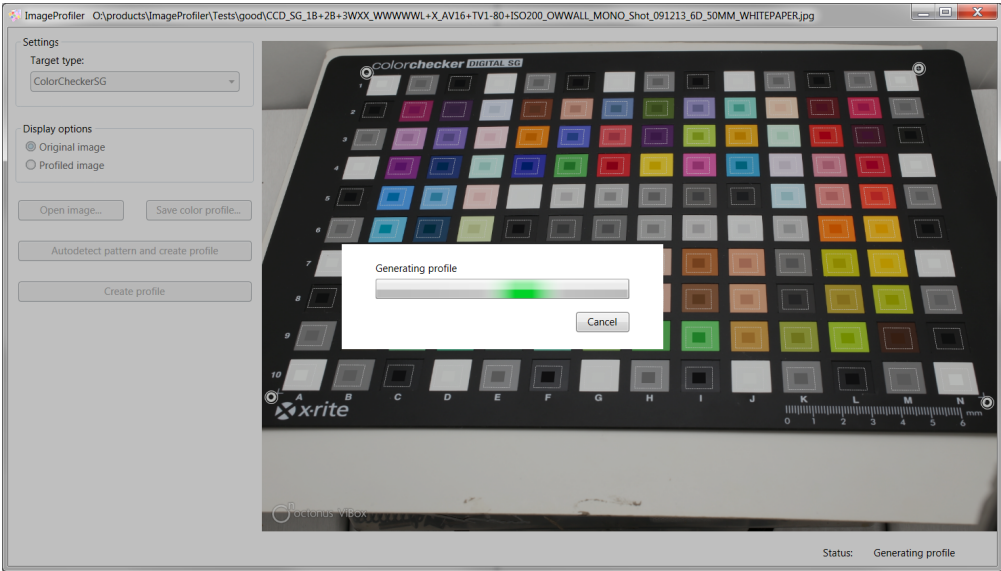 ImageProfiler O:\products\ImageProfiler\Tests\good\CCD_SG_1B+2B+3WXX_WWWWWL+X_AV16+TV1-80+ISO200_OWWALL_MONO_Shot_091213_6D_50MM_WHITEPAPER.jpg
Settings
Target type:
ColorCheckerSG
Display options
Original image
Profiled image
Open image...
Save color profile...
Autodetect pattern and create profile
Create profile
colorchecker DIGITAL SG
1
2
3
4
5
6
7
8
9
10
Generating profile
Cancel
A B C D E F G H I J K L M N
x-rite
mm
0 1 2 3 4 5 6
octonus ViBox
Status: Generating profile